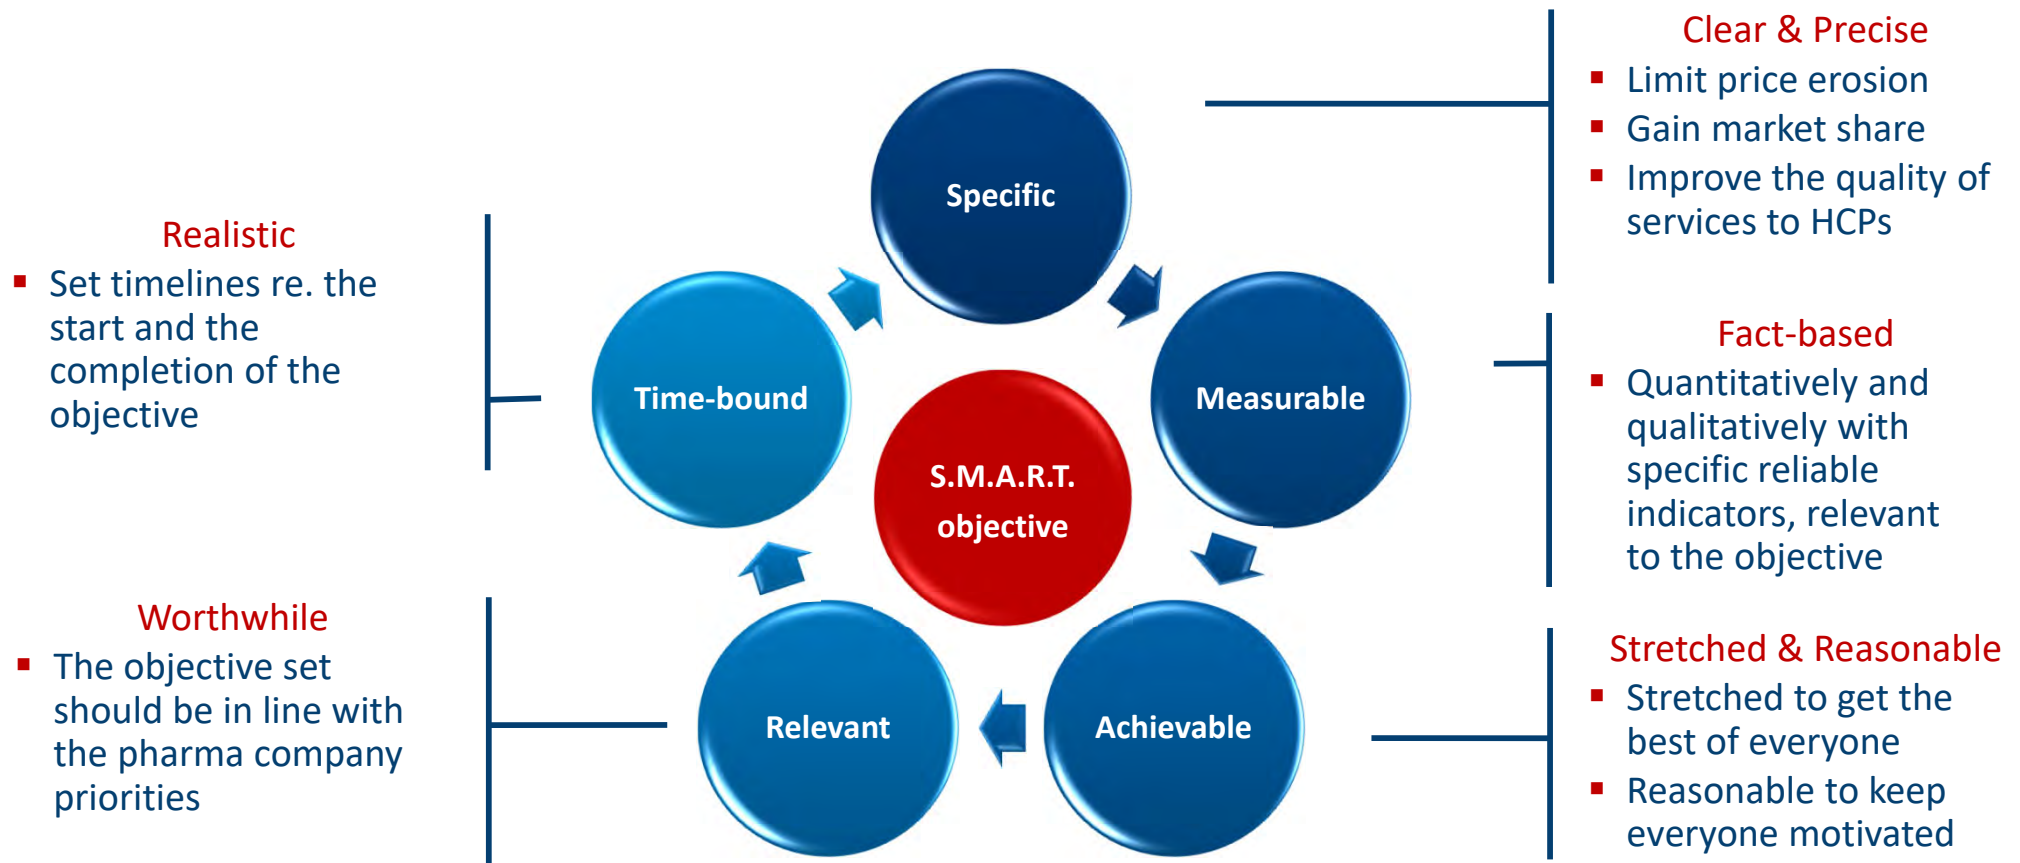 Clear & Precise
▪ Limit price erosion
▪ Gain market share
▪ Improve the quality of
services to HCPs
Specific
Realistic
▪ Set timelines re. the
start and the
completion of the
objective
Time-bound
Measurable
Fact-based
▪ Quantitatively and
qualitatively with
specific reliable
indicators, relevant
to the objective
S.M.A.R.T.
objective
Worthwhile
▪ The objective set
should be in line with
the pharma company
priorities
Relevant
Achievable
Stretched & Reasonable
▪ Stretched to get the
best of everyone
▪ Reasonable to keep
everyone motivated